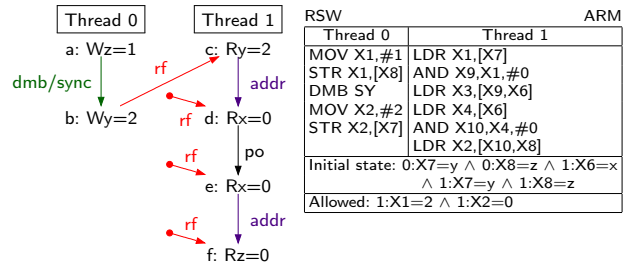 Thread 0
Thread 1
a: Wz=1
c: Ry=2
dmb/sync
rf
addr
b: Wy=2
rf
d: Rx=0
po
rf
e: Rx=0
rf
addr
f: Rz=0
RSW ARM
Thread 0 Thread 1
MOV X1,#1 LDR X1,[X7]
STR X1,[X8] AND X9,X1,#0
DMB SY LDR X3,[X9,X6]
MOV X2,#2 LDR X4,[X6]
STR X2,[X7] AND X10,X4,#0
LDR X2,[X10,X8]
Initial state: 0:X7=y ∧ 0:X8=z ∧ 1:X6=x
∧ 1:X7=y ∧ 1:X8=z
Allowed: 1:X1=2 ∧ 1:X2=0